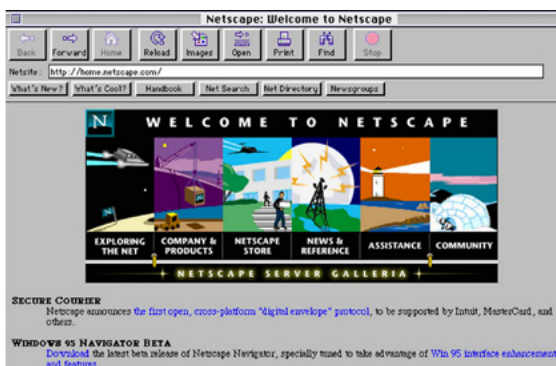 Netscape: Welcome to Netscape
Back Forward Home Reload Images Open Print Find Stop
Netsite: http://home.netscape.com/
What's New? What's Cool? Handbook Net Search Net Directory Newsgroups
N WELCOME TO NETSCAPE
EXPLORING THE NET
COMPANY & PRODUCTS
NETSCAPE STORE
NEWS & REFERENCE
ASSISTANCE
COMMUNITY
NETSCAPE SERVER GALLERIA
SECURE COURIER
Netscape announces the first open, cross-platform "digital envelope" protocol, to be supported by Intuit, MasterCard, and
others.
WINDOWS 95 NAVIGATOR BETA
Download the latest beta release of Netscape Navigator, specially tuned to take advantage of Win 95 interface enhancements
and features.